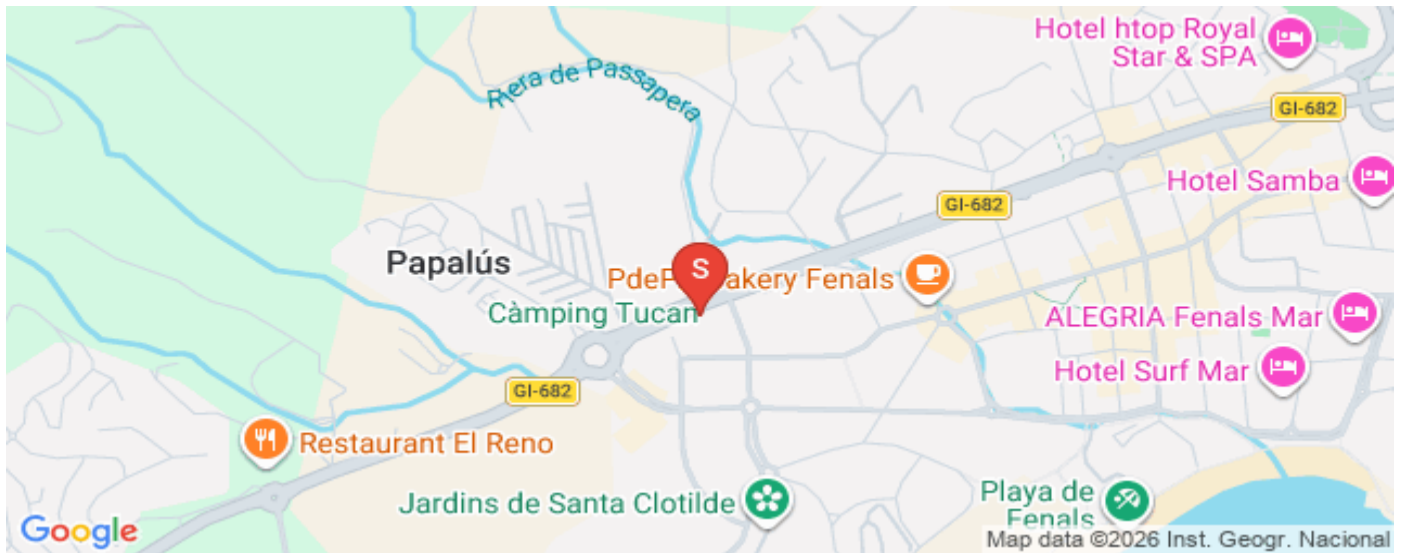 Hotel htop Royal
Star & SPA
Riera de Passapera
GI-682
Hotel Samba
GI-682
Papalús
S
PdeP akery Fenals
Càmping Tucan
ALEGRIA Fenals Mar
Hotel Surf Mar
GI-682
Restaurant El Reno
Jardins de Santa Clotilde
Playa de
Fenals
Google
Map data ©2026 Inst. Geogr. Nacional